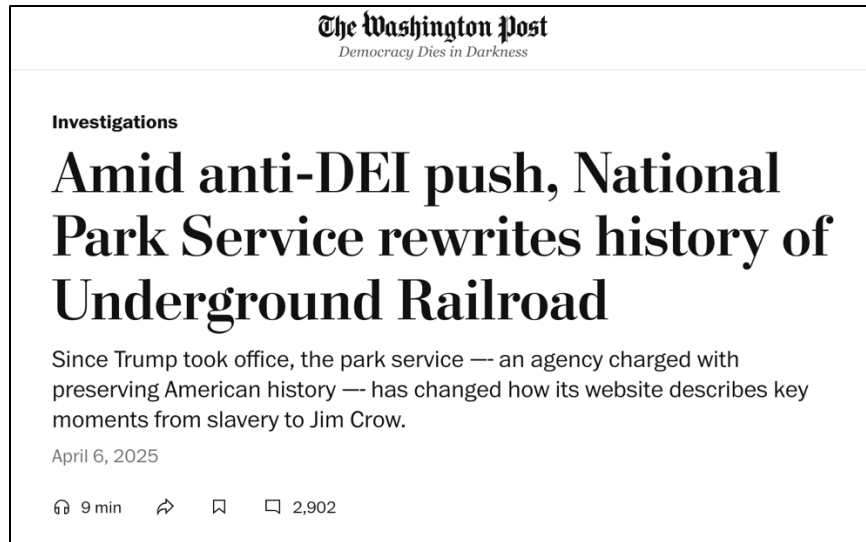 The Washington Post
Democracy Dies in Darkness
Investigations
Amid anti-DEI push, National
Park Service rewrites history of
Underground Railroad
Since Trump took office, the park service —- an agency charged with
preserving American history —- has changed how its website describes key
moments from slavery to Jim Crow.
April 6, 2025
9 min 2,902